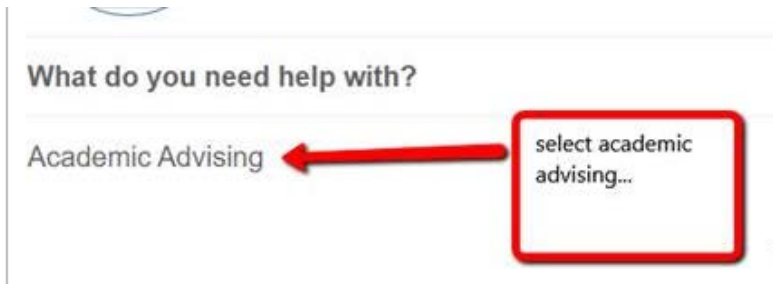 What do you need help with?
Academic Advising
select academic
advising...